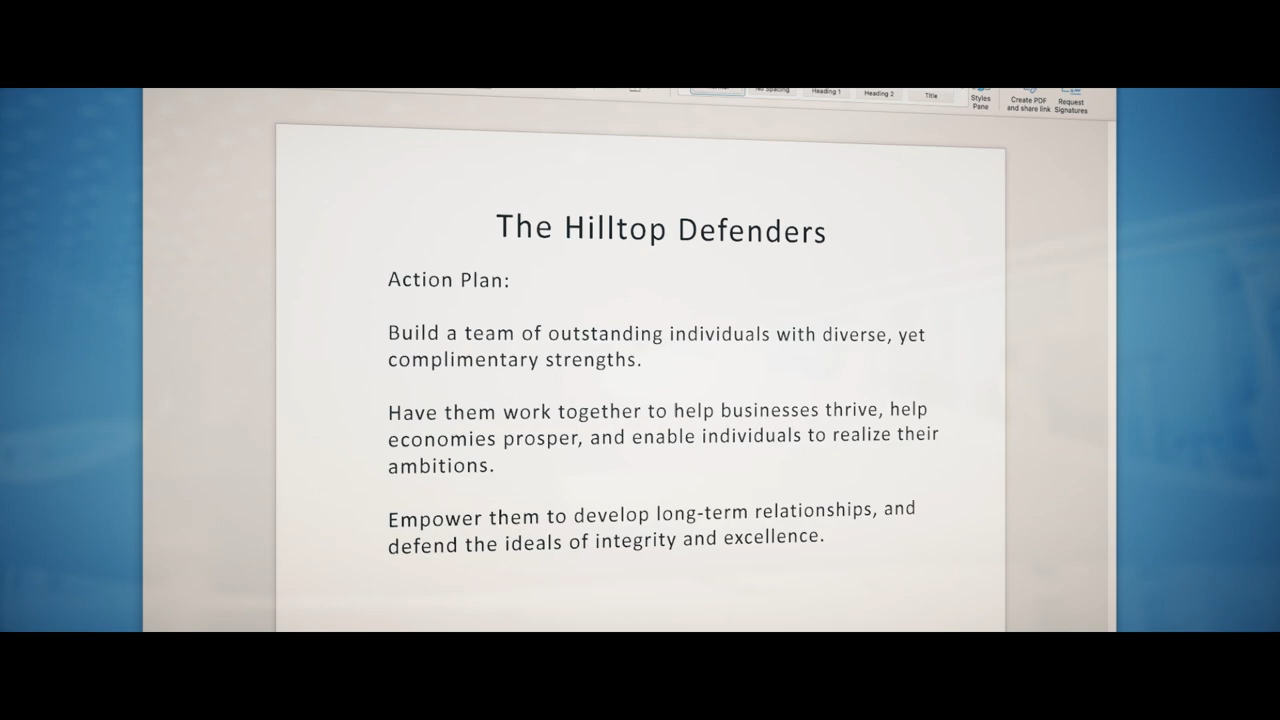 No Spacing
Heading 1
Heading 2
Title
Styles
Pane
Create PDF
and share link
Request
Signatures
The Hilltop Defenders
Action Plan:
Build a team of outstanding individuals with diverse, yet
complimentary strengths.
Have them work together to help businesses thrive, help
economies prosper, and enable individuals to realize their
ambitions.
Empower them to develop long-term relationships, and
defend the ideals of integrity and excellence.